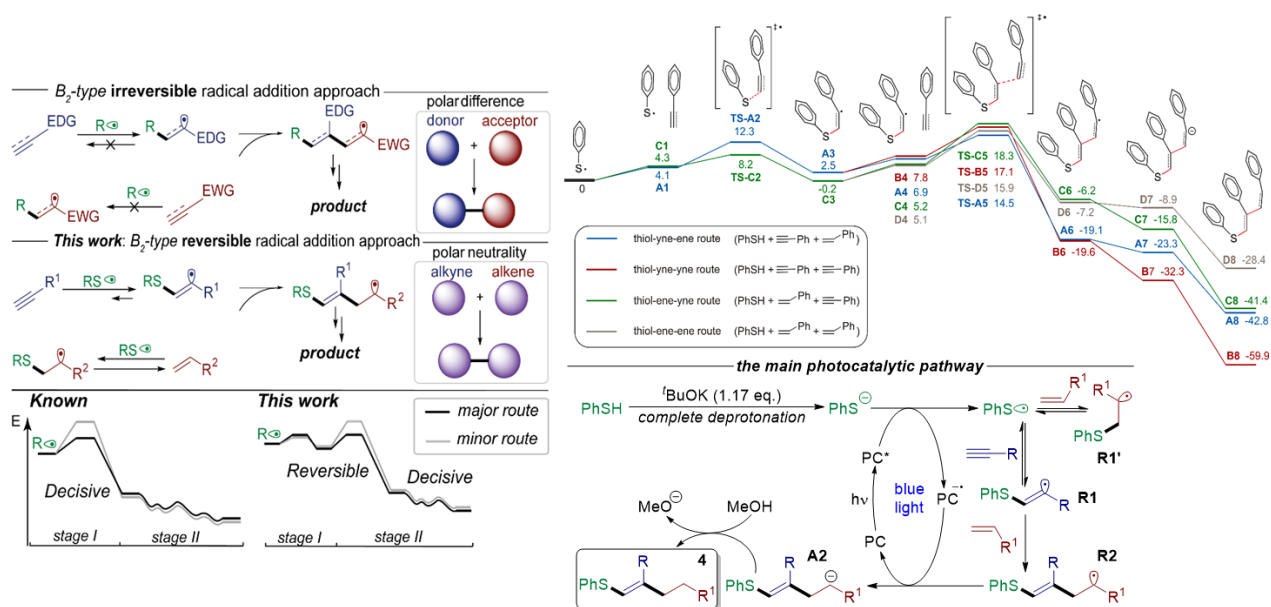 B₂-type irreversible radical addition approach
EDG
R
R
EDG
EDG
R
EWG
product
R
EWG
R
EWG
polar difference
donor
acceptor
+
This work: B₂-type reversible radical addition approach
R¹
RS
RS
R¹
RS
R¹
R²
product
RS
R²
RS
R²
polar neutrality
alkyne
alkene
+
Known
E
R
Decisive
stage I
stage II
This work
major route
minor route
Reversible
Decisive
stage I
stage II
S
0
S
C1
4.3
4.1
A1
‡•
S
TS-A2
12.3
8.2
TS-C2
S
A3
2.5
-0.2
C3
S
B4 7.8
A4 6.9
C4 5.2
D4 5.1
‡•
S
TS-C5 18.3
TS-B5 17.1
TS-D5 15.9
TS-A5 14.5
S
C6 -6.2
D6 -7.2
A6 -19.1
B6 -19.6
S
D7 -8.9
C7 -15.8
A7 -23.3
B7 -32.3
S
D8 -28.4
C8 -41.4
A8 -42.8
B8 -59.9
thiol-yne-ene route (PhSH + ≡—Ph + Ph)
thiol-yne-yne route (PhSH + ≡—Ph + ≡—Ph)
thiol-ene-yne route (PhSH + Ph + ≡—Ph)
thiol-ene-ene route (PhSH + Ph + Ph)
the main photocatalytic pathway
PhSH
ᵗBuOK (1.17 eq.)
complete deprotonation
PhS⊖
PhS
R¹
R¹
PhS
R1'
R
PhS
R
R1
R¹
PC*
hν
blue
light
PC⁻•
PC
MeO⊖
MeOH
PhS
R
R¹
4
PhS
R
R¹
A2
PhS
R
R¹
R2